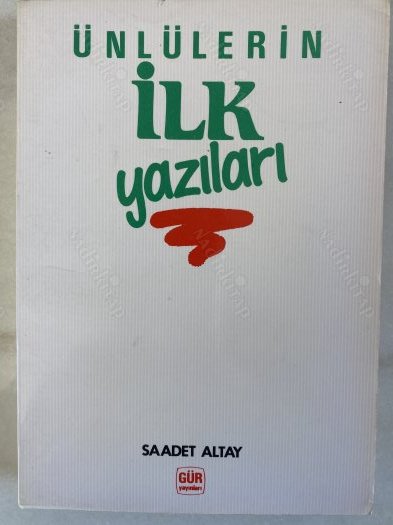 ÜNLÜLERİN
İLK
yazıları
SAADET ALTAY
GÜR
yayınları